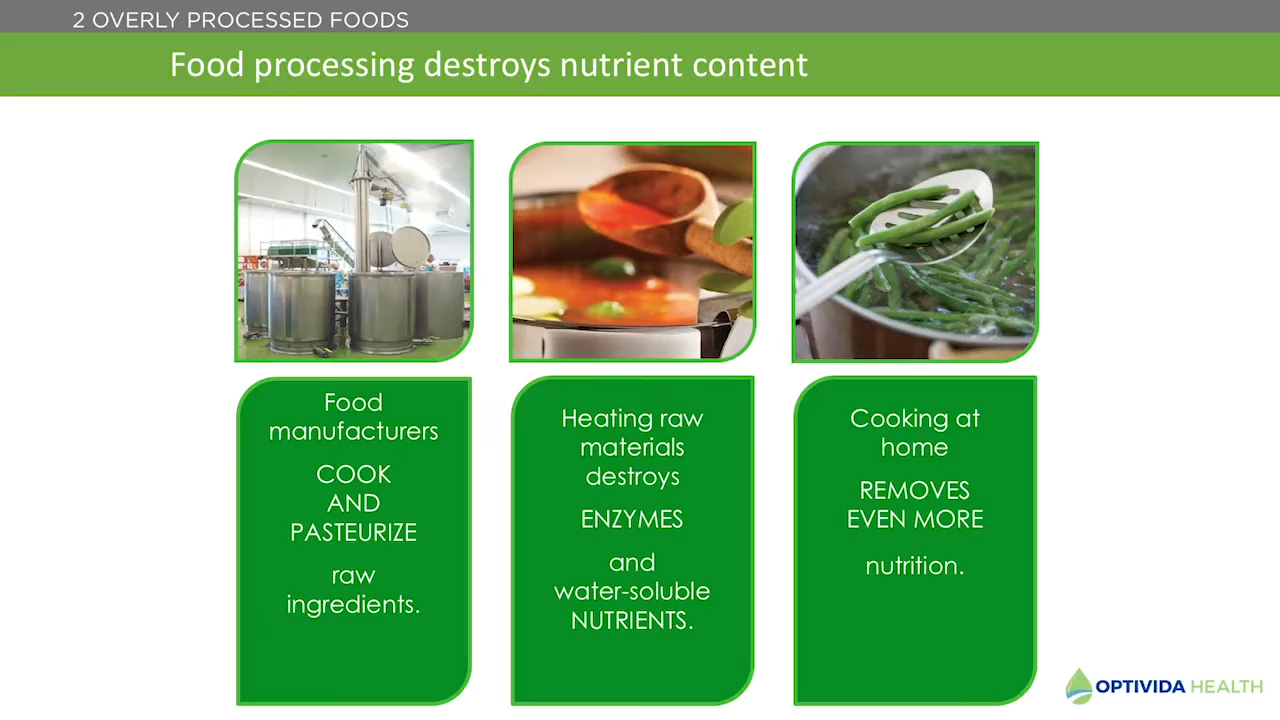 2 OVERLY PROCESSED FOODS
Food processing destroys nutrient content
Food
manufacturers
COOK
AND
PASTEURIZE
raw
ingredients.
Heating raw
materials
destroys
ENZYMES
and
water-soluble
NUTRIENTS.
Cooking at
home
REMOVES
EVEN MORE
nutrition.
OPTIVIDA HEALTH